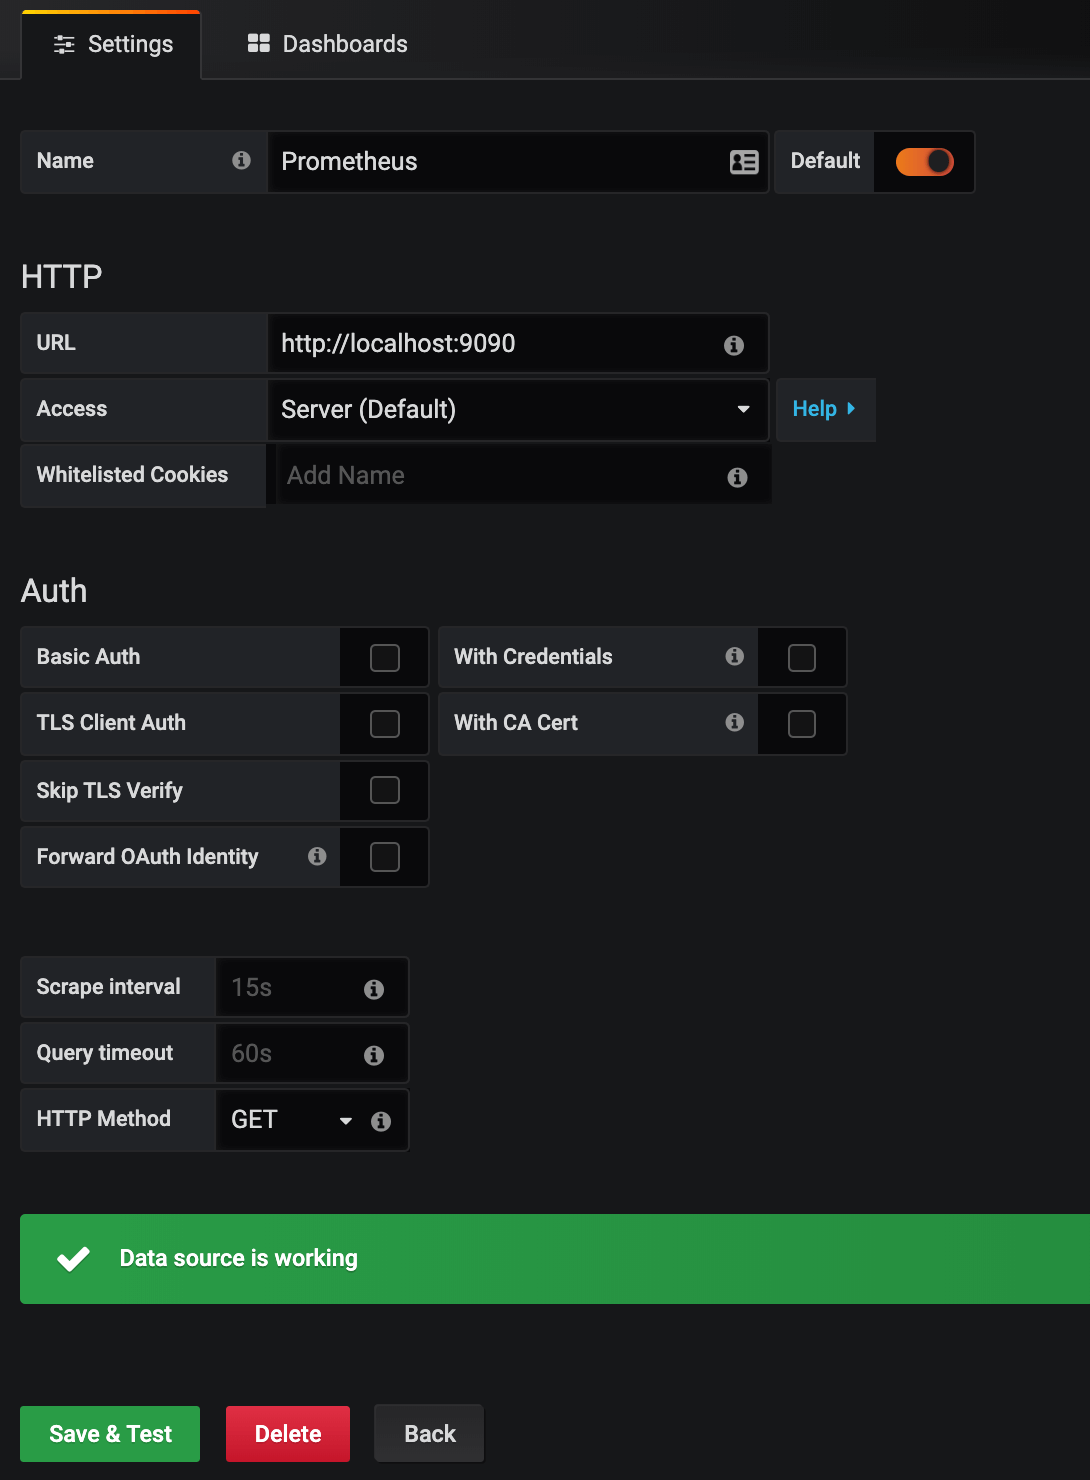 Settings Dashboards
Name Prometheus Default
HTTP
URL http://localhost:9090
Access Server (Default) Help
Whitelisted Cookies Add Name
Auth
Basic Auth With Credentials
TLS Client Auth With CA Cert
Skip TLS Verify
Forward OAuth Identity
Scrape interval 15s
Query timeout 60s
HTTP Method GET
Data source is working
Save & Test Delete Back